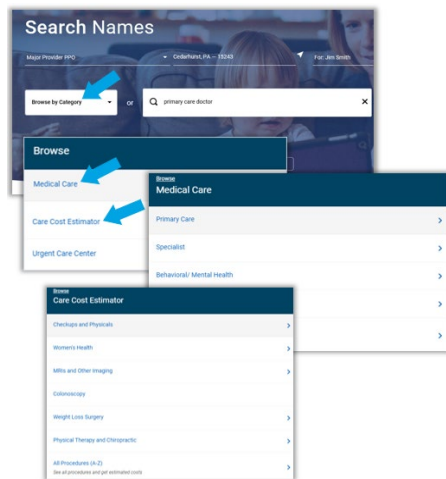 Search Names
Major Provider PPO
Cedarhurst, PA – 15243
For: Jim Smith
Browse by Category
or
primary care doctor
Browse
Medical Care
Care Cost Estimator
Urgent Care Center
Browse
Medical Care
Primary Care
Specialist
Behavioral/ Mental Health
Browse
Care Cost Estimator
Checkups and Physicals
Women's Health
MRIs and Other Imaging
Colonoscopy
Weight Loss Surgery
Physical Therapy and Chiropractic
All Procedures (A-Z)
See all procedures and get estimated costs